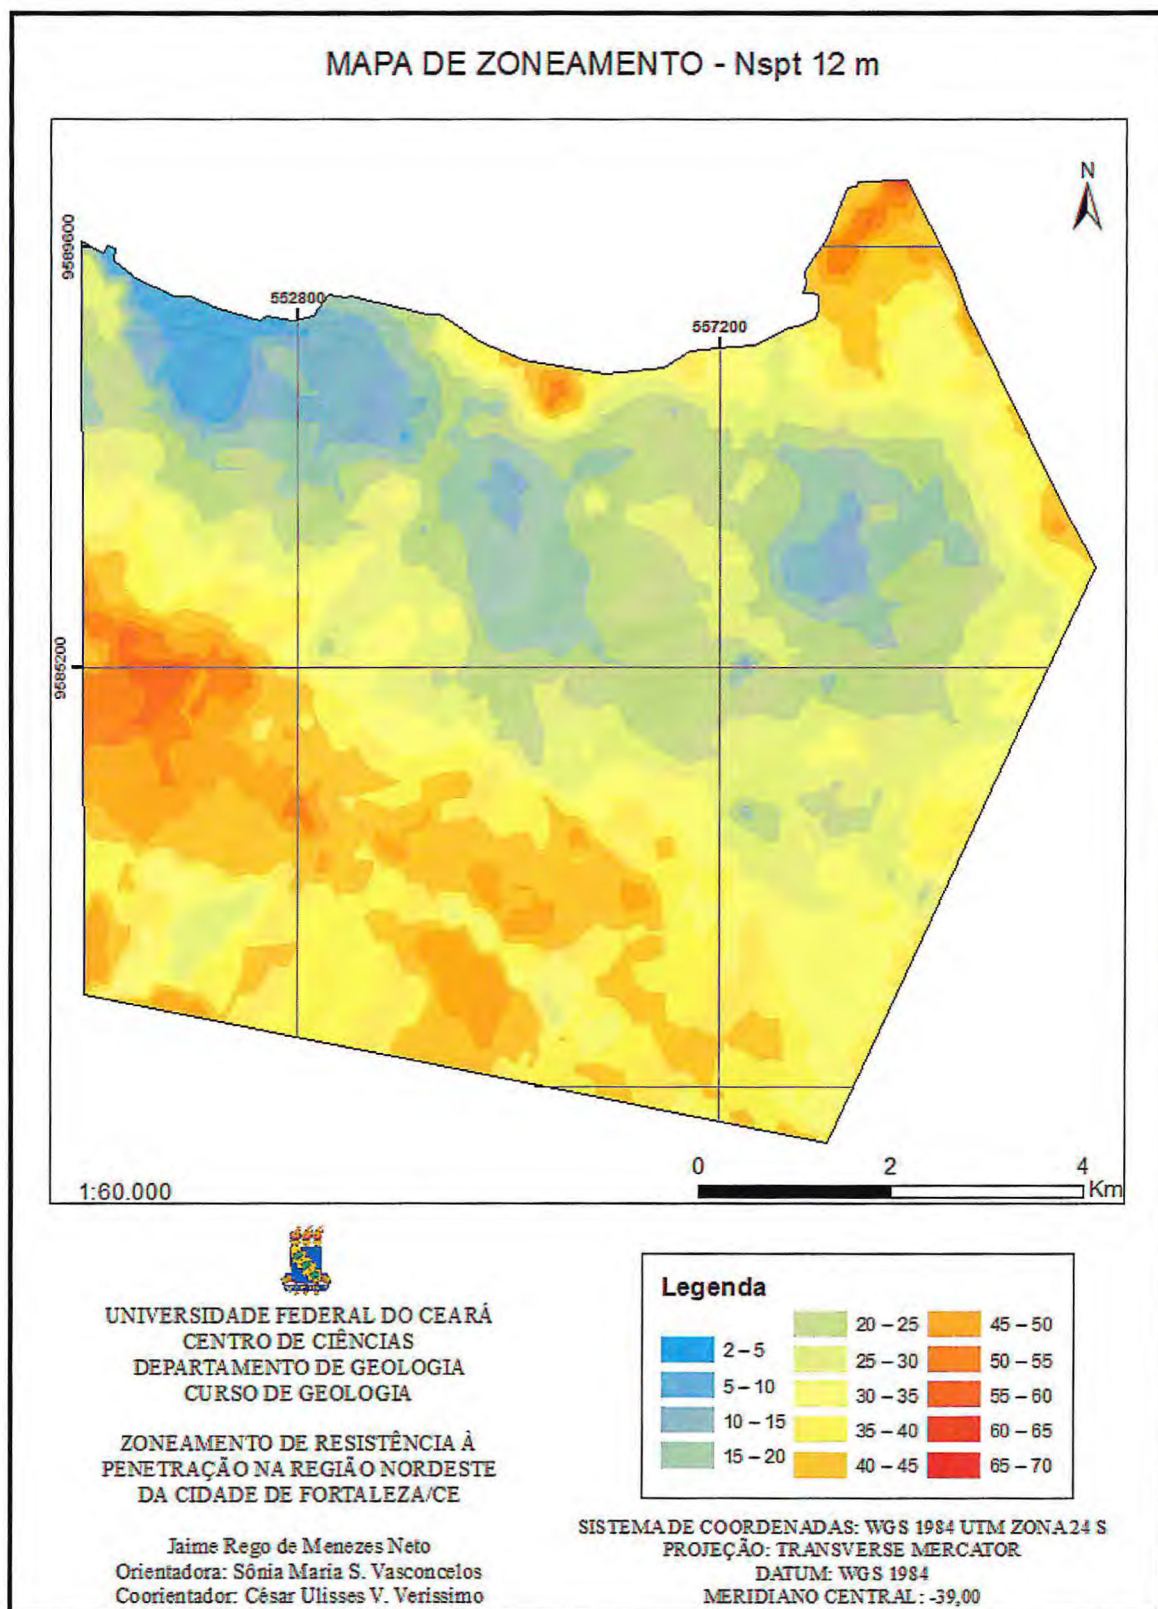 MAPA DE ZONEAMENTO - Nspt 12 m
N
9589600
552800
557200
9585200
0 2 4
Km
1:60.000
UNIVERSIDADE FEDERAL DO CEARÁ
CENTRO DE CIÊNCIAS
DEPARTAMENTO DE GEOLOGIA
CURSO DE GEOLOGIA
ZONEAMENTO DE RESISTÊNCIA À
PENETRAÇÃO NA REGIÃO NORDESTE
DA CIDADE DE FORTALEZA/CE
Jaime Rego de Menezes Neto
Orientadora: Sônia Maria S. Vasconcelos
Coorientador: César Ulisses V. Veríssimo
Legenda
2 – 5
5 – 10
10 – 15
15 – 20
20 – 25
25 – 30
30 – 35
35 – 40
40 – 45
45 – 50
50 – 55
55 – 60
60 – 65
65 – 70
SISTEMA DE COORDENADAS: WGS 1984 UTM ZONA 24 S
PROJEÇÃO: TRANSVERSE MERCATOR
DATUM: WGS 1984
MERIDIANO CENTRAL: -39,00